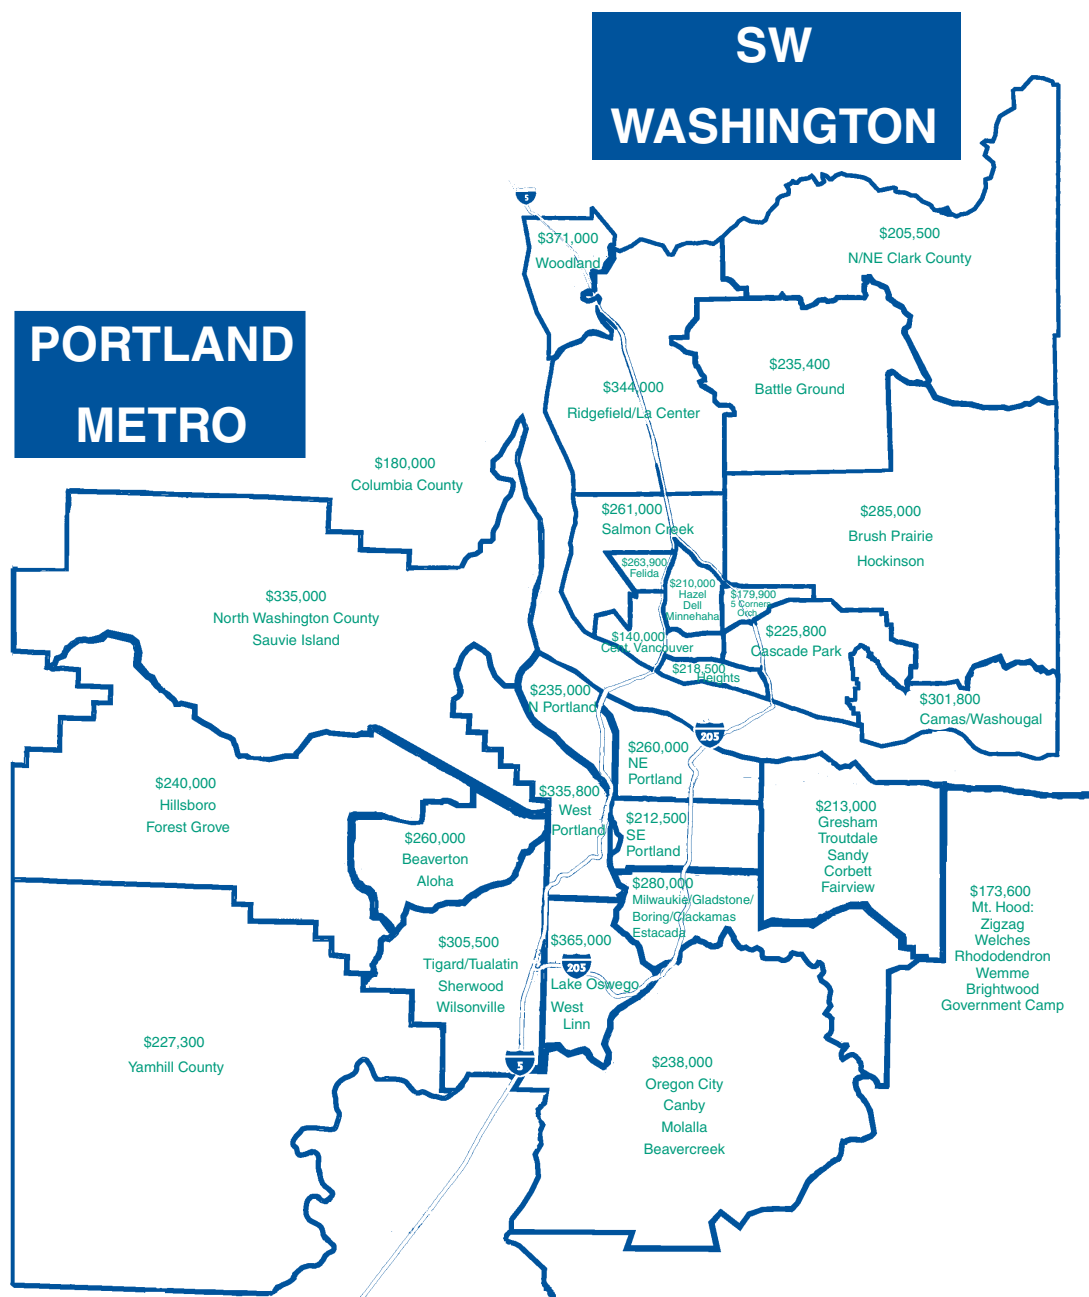 SW
WASHINGTON
5
$371,000
Woodland
$205,500
N/NE Clark County
PORTLAND
METRO
$235,400
Battle Ground
$344,000
Ridgefield/La Center
$180,000
Columbia County
$261,000
Salmon Creek
$285,000
Brush Prairie
Hockinson
$263,900
Felida
$210,000
Hazel
Dell
Minnehaha
$179,900
5 Corners
Orch.
$335,000
North Washington County
Sauvie Island
$140,000
Cent. Vancouver
$225,800
Cascade Park
$218,500
Heights
$301,800
Camas/Washougal
$235,000
N Portland
205
$260,000
NE
Portland
$240,000
Hillsboro
Forest Grove
$335,800
West
Portland
$212,500
SE
Portland
$213,000
Gresham
Troutdale
Sandy
Corbett
Fairview
$260,000
Beaverton
Aloha
$280,000
Milwaukie/Gladstone/
Boring/Clackamas
Estacada
$173,600
Mt. Hood:
Zigzag
Welches
Rhododendron
Wemme
Brightwood
Government Camp
$305,500
Tigard/Tualatin
Sherwood
Wilsonville
$365,000
205
Lake Oswego
West
Linn
$227,300
Yamhill County
5
$238,000
Oregon City
Canby
Molalla
Beavercreek